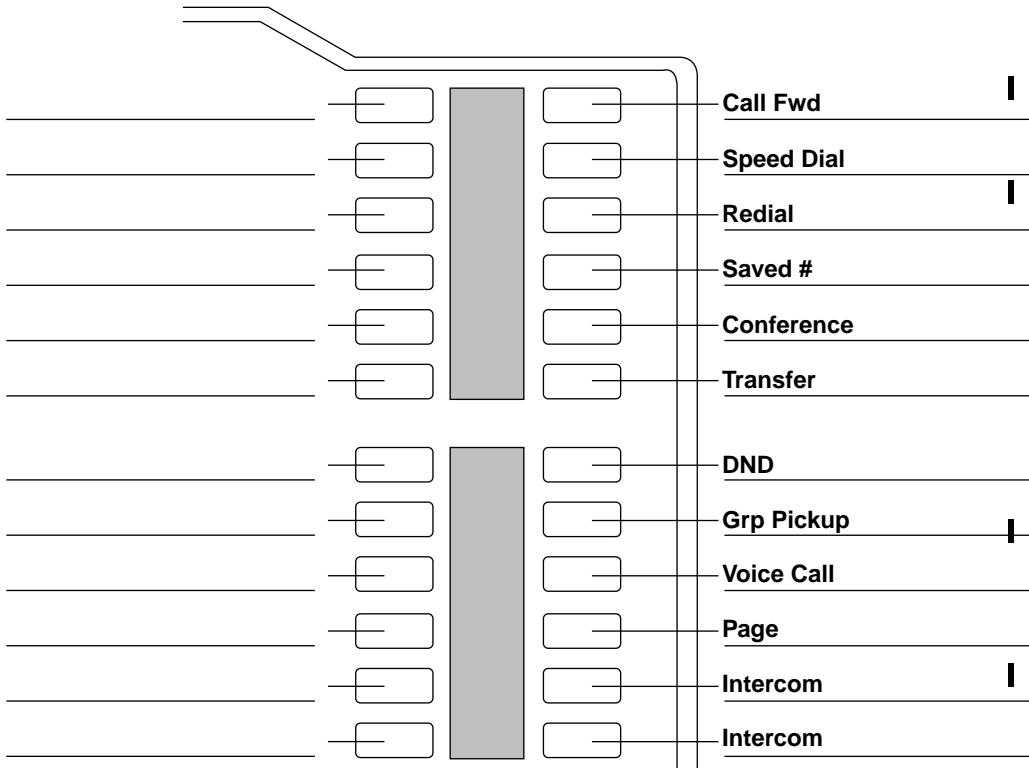 Call Fwd
Speed Dial
Redial
Saved #
Conference
Transfer
DND
Grp Pickup
Voice Call
Page
Intercom
Intercom